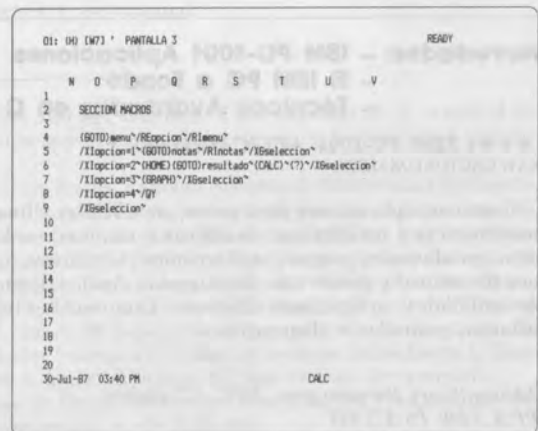 O1: (H) [W7] ' PANTALLA 3 READY
N O P Q R S T U V
1
2 SECCION MACROS
3
4 {GOTO}menu~/REopcion~/RImenu~
5 /XIopcion=1~{GOTO}notas~/RInotas~/XGseleccion~
6 /XIopcion=2~{HOME}{GOTO}resultado~{CALC}~{?}~/XGseleccion~
7 /XIopcion=3~{GRAPH}~/XGseleccion~
8 /XIopcion=4~/QY
9 /XGseleccion~
10
11
12
13
14
15
16
17
18
19
20
30-Jul-87 03:40 PM CALC